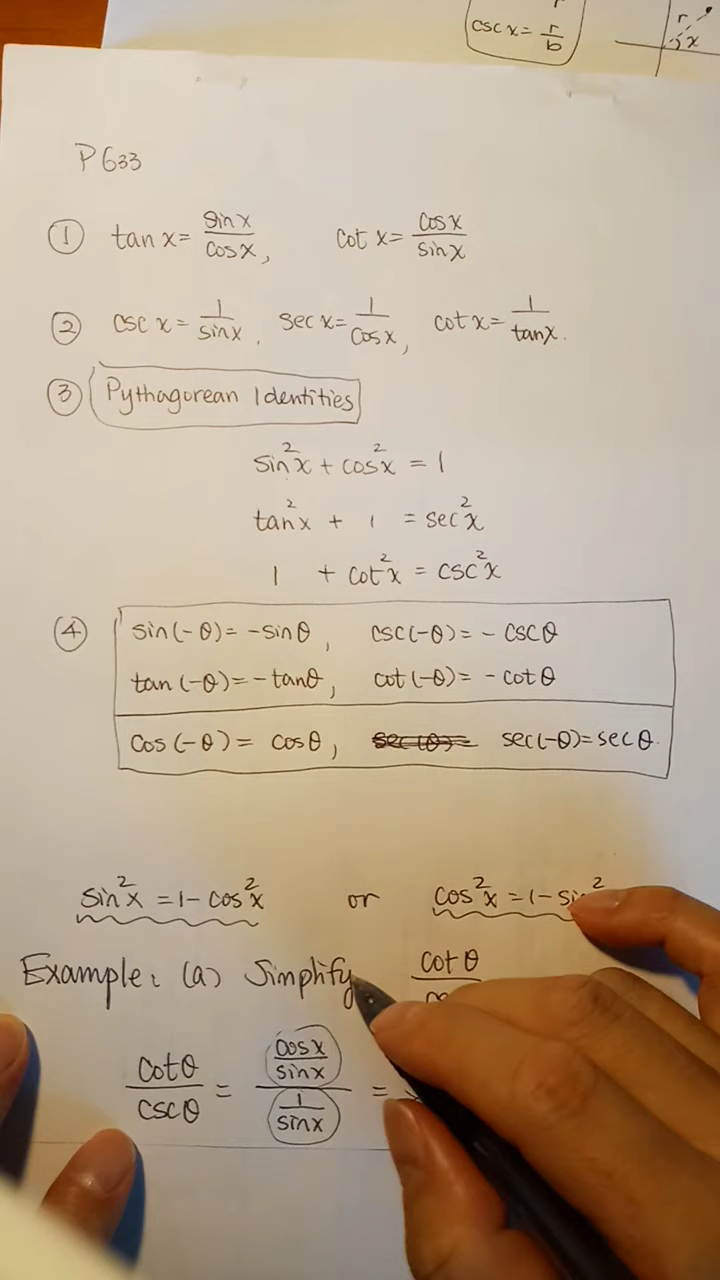 csc x = r/b
r
x
P633
① tan x = sin x/cos x, cot x = cos x/sin x
② csc x = 1/sin x, sec x = 1/cos x, cot x = 1/tan x.
③ Pythagorean Identities
sin²x + cos²x = 1
tan²x + 1 = sec²x
1 + cot²x = csc²x
④ sin(-θ) = -sinθ, csc(-θ) = -cscθ
tan(-θ) = -tanθ, cot(-θ) = -cotθ
cos(-θ) = cosθ, sec(-θ) = secθ.
sin²x = 1 - cos²x or cos²x = 1 -
Example: (a) Simplify cotθ/
cotθ/cscθ = (cos x/sin x)/(1/sin x) =